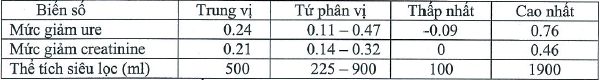 Biến số Trung vị Tứ phân vị Thấp nhất Cao nhất
Mức giảm ure 0.24 0.11 – 0.47 -0.09 0.76
Mức giảm creatinine 0.21 0.14 – 0.32 0 0.46
Thể tích siêu lọc (ml) 500 225 – 900 100 1900